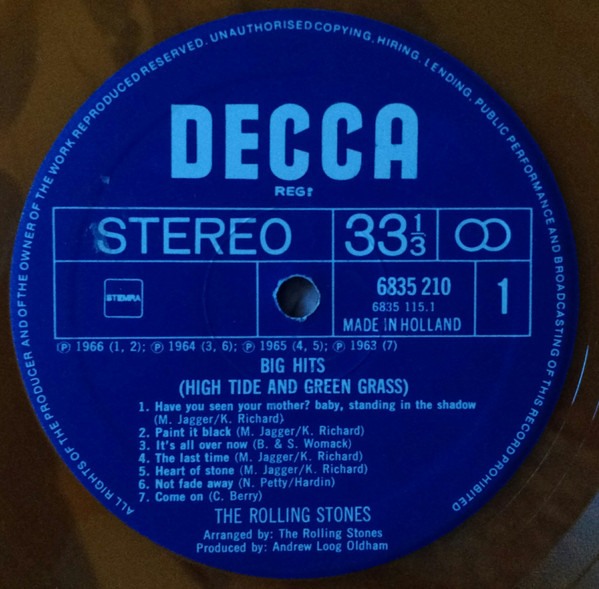 ALL RIGHTS OF THE PRODUCER AND OF THE OWNER OF THE WORK REPRODUCED RESERVED. UNAUTHORISED COPYING, HIRING, LENDING, PUBLIC PERFORMANCE AND BROADCASTING OF THIS RECORD PROHIBITED
DECCA
REGD
STEREO
33 1/3
STEMRA
6835 210
6835 115.1
MADE IN HOLLAND
1
Ⓟ 1966 (1, 2); Ⓟ 1964 (3, 6); Ⓟ 1965 (4, 5); Ⓟ 1963 (7)
BIG HITS
(HIGH TIDE AND GREEN GRASS)
1. Have you seen your mother? baby, standing in the shadow
(M. Jagger/K. Richard)
2. Paint it black (M. Jagger/K. Richard)
3. It's all over now (B. & S. Womack)
4. The last time (M. Jagger/K. Richard)
5. Heart of stone (M. Jagger/K. Richard)
6. Not fade away (N. Petty/Hardin)
7. Come on (C. Berry)
THE ROLLING STONES
Arranged by: The Rolling Stones
Produced by: Andrew Loog Oldham